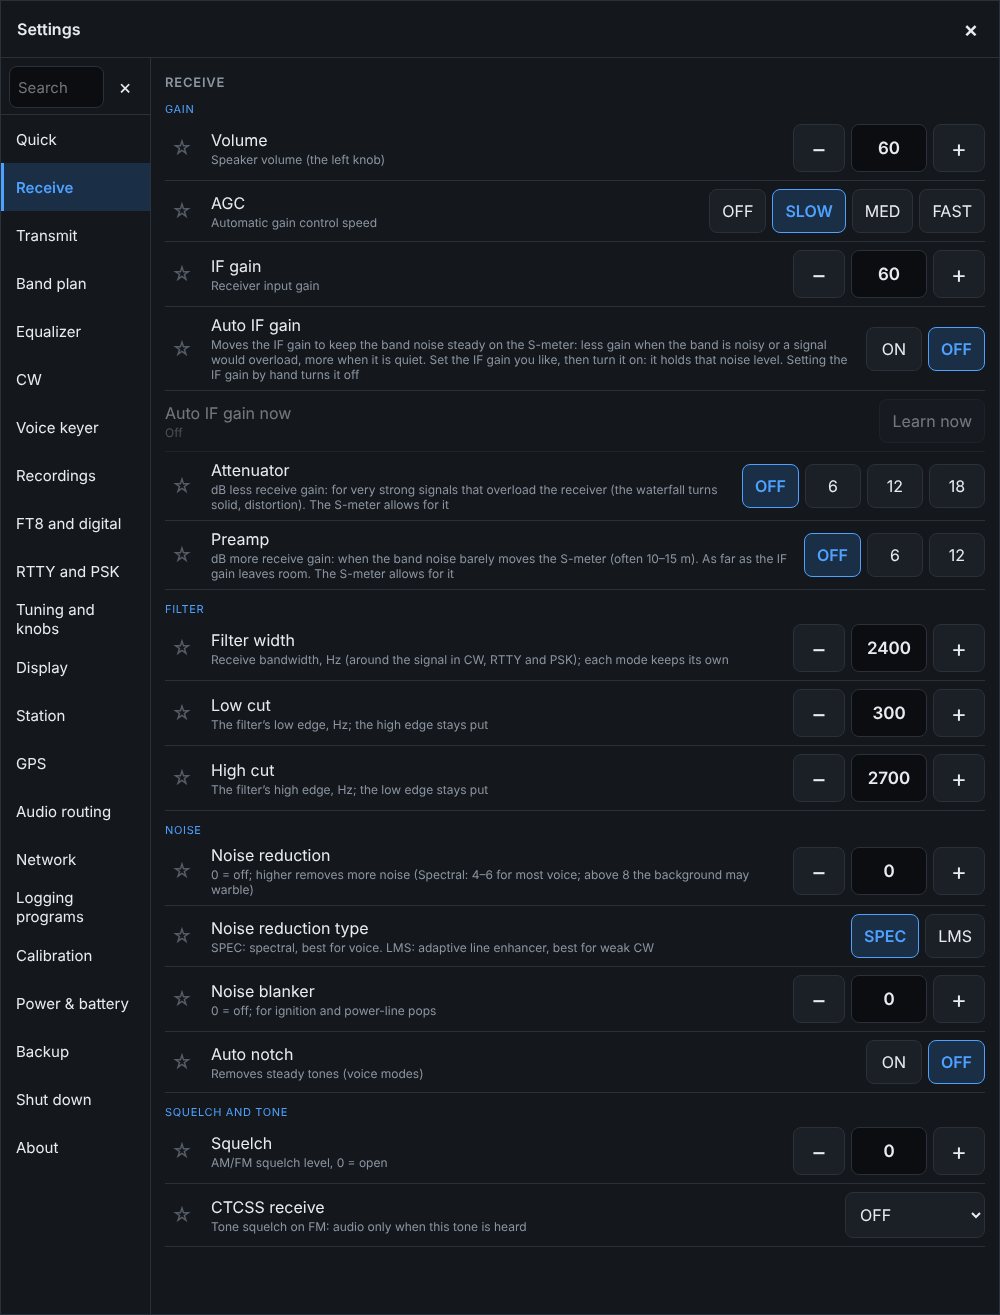 Settings
×
Search
×
Quick
Receive
Transmit
Band plan
Equalizer
CW
Voice keyer
Recordings
FT8 and digital
RTTY and PSK
Tuning and
knobs
Display
Station
GPS
Audio routing
Network
Logging
programs
Calibration
Power & battery
Backup
Shut down
About
RECEIVE
GAIN
☆ Volume
Speaker volume (the left knob)
− 60 +
☆ AGC
Automatic gain control speed
OFF SLOW MED FAST
☆ IF gain
Receiver input gain
− 60 +
☆ Auto IF gain
Moves the IF gain to keep the band noise steady on the S-meter: less gain when the band is noisy or a signal
would overload, more when it is quiet. Set the IF gain you like, then turn it on: it holds that noise level. Setting the
IF gain by hand turns it off
ON OFF
Auto IF gain now
Off
Learn now
☆ Attenuator
dB less receive gain: for very strong signals that overload the receiver (the waterfall turns
solid, distortion). The S-meter allows for it
OFF 6 12 18
☆ Preamp
dB more receive gain: when the band noise barely moves the S-meter (often 10–15 m). As far as the IF
gain leaves room. The S-meter allows for it
OFF 6 12
FILTER
☆ Filter width
Receive bandwidth, Hz (around the signal in CW, RTTY and PSK); each mode keeps its own
− 2400 +
☆ Low cut
The filter’s low edge, Hz; the high edge stays put
− 300 +
☆ High cut
The filter’s high edge, Hz; the low edge stays put
− 2700 +
NOISE
☆ Noise reduction
0 = off; higher removes more noise (Spectral: 4–6 for most voice; above 8 the background may
warble)
− 0 +
☆ Noise reduction type
SPEC: spectral, best for voice. LMS: adaptive line enhancer, best for weak CW
SPEC LMS
☆ Noise blanker
0 = off; for ignition and power-line pops
− 0 +
☆ Auto notch
Removes steady tones (voice modes)
ON OFF
SQUELCH AND TONE
☆ Squelch
AM/FM squelch level, 0 = open
− 0 +
☆ CTCSS receive
Tone squelch on FM: audio only when this tone is heard
OFF